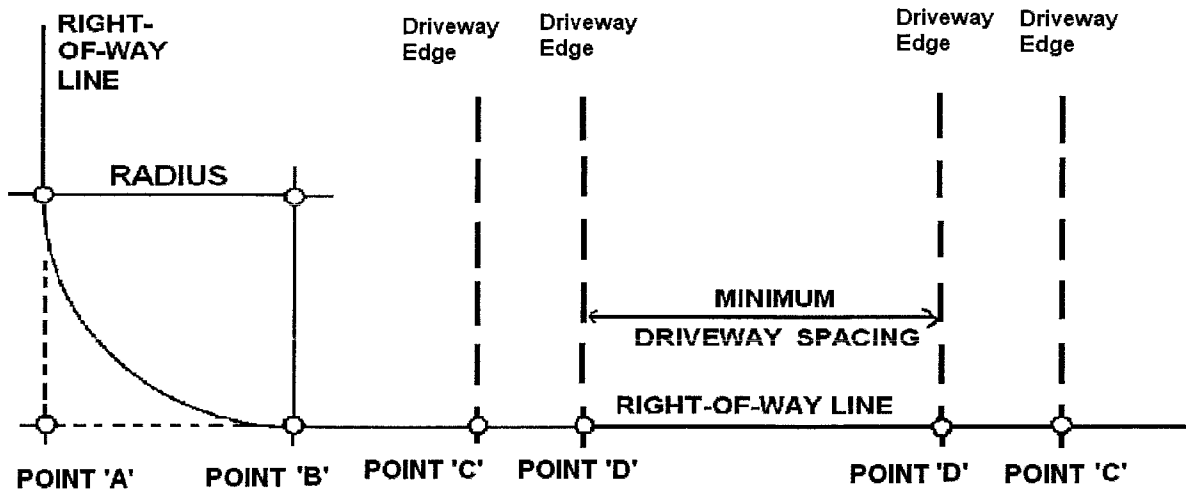 RIGHT-
OF-WAY
LINE
Driveway
Edge
Driveway
Edge
Driveway
Edge
Driveway
Edge
RADIUS
MINIMUM
DRIVEWAY SPACING
RIGHT-OF-WAY LINE
POINT 'A'
POINT 'B'
POINT 'C'
POINT 'D'
POINT 'D'
POINT 'C'